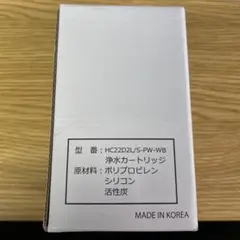 型　番：HC22D2L/S-PW-WB
浄水カートリッジ
原材料：ポリプロピレン
シリコン
活性炭
MADE IN KOREA